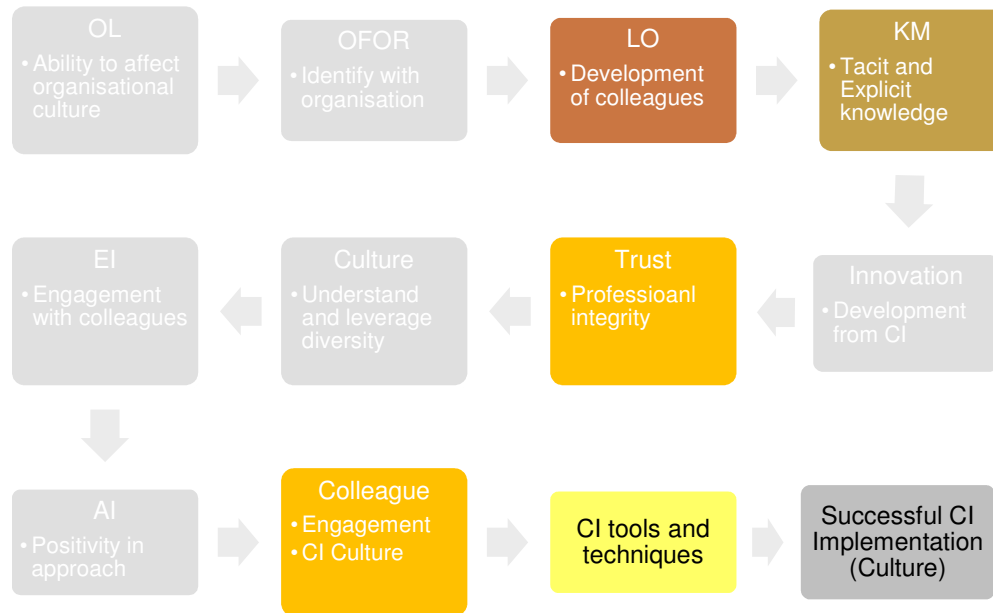 OL
• Ability to affect
organisational
culture
OFOR
• Identify with
organisation
LO
• Development
of colleagues
KM
• Tacit and
Explicit
knowledge
Innovation
• Development
from CI
Trust
• Professioanl
integrity
Culture
• Understand
and leverage
diversity
EI
• Engagement
with colleagues
AI
• Positivity in
approach
Colleague
• Engagement
• CI Culture
CI tools and
techniques
Successful CI
Implementation
(Culture)